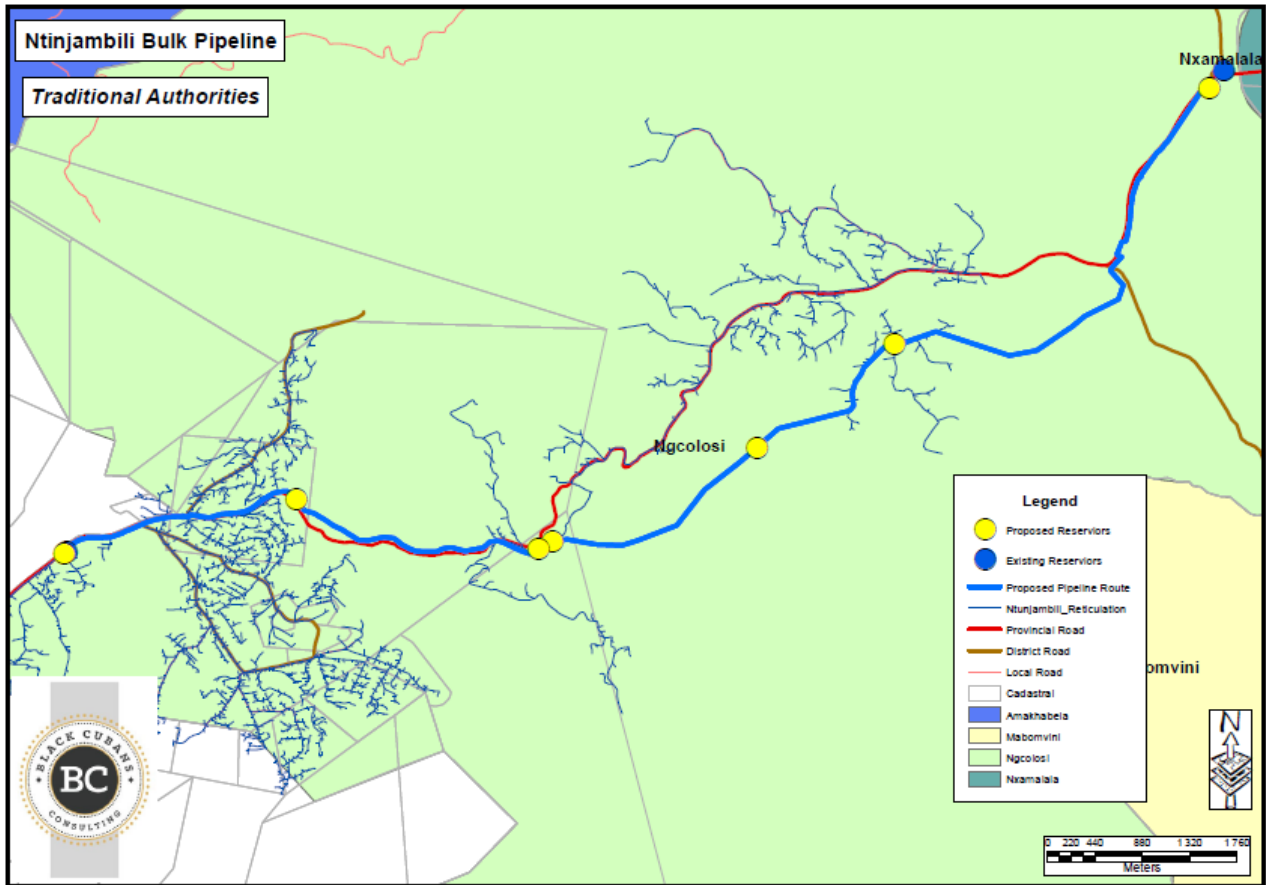 Ntinjambili Bulk Pipeline
Traditional Authorities
Nxamalala
Ngcolosi
omvini
Legend
Proposed Reserviors
Existing Reserviors
Proposed Pipeline Route
Ntunjambili_Reticulation
Provincial Road
District Road
Local Road
Cadastral
Amakhabela
Mabomvini
Ngcolosi
Nxamalala
BLACK CUBANS
BC
CONSULTING
N
0 220 440 880 1 320 1 760
Meters